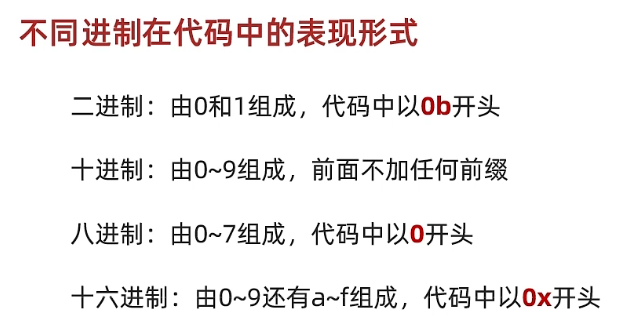 不同进制在代码中的表现形式
二进制：由0和1组成，代码中以0b开头
十进制：由0~9组成，前面不加任何前缀
八进制：由0~7组成，代码中以0开头
十六进制：由0~9还有a~f组成，代码中以0x开头